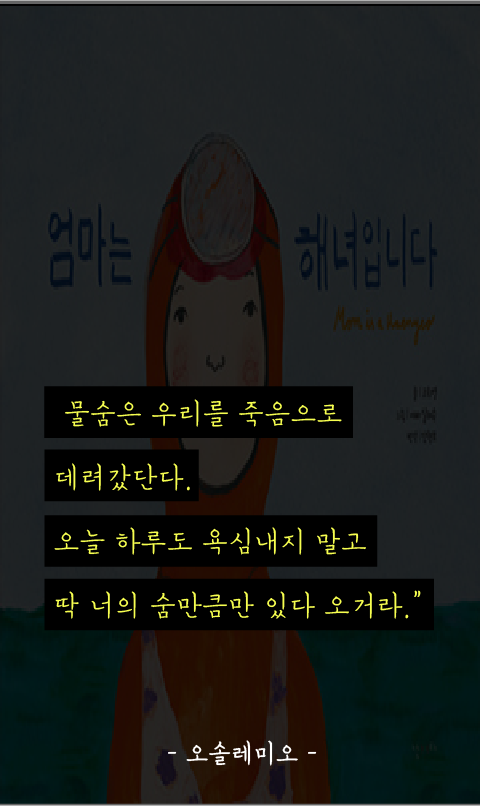 엄마는 해녀입니다
Mom is a haenyeo
물숨은 우리를 죽음으로
데려갔단다.
오늘 하루도 욕심내지 말고
딱 너의 숨만큼만 있다 오거라."
- 오솔레미오 -